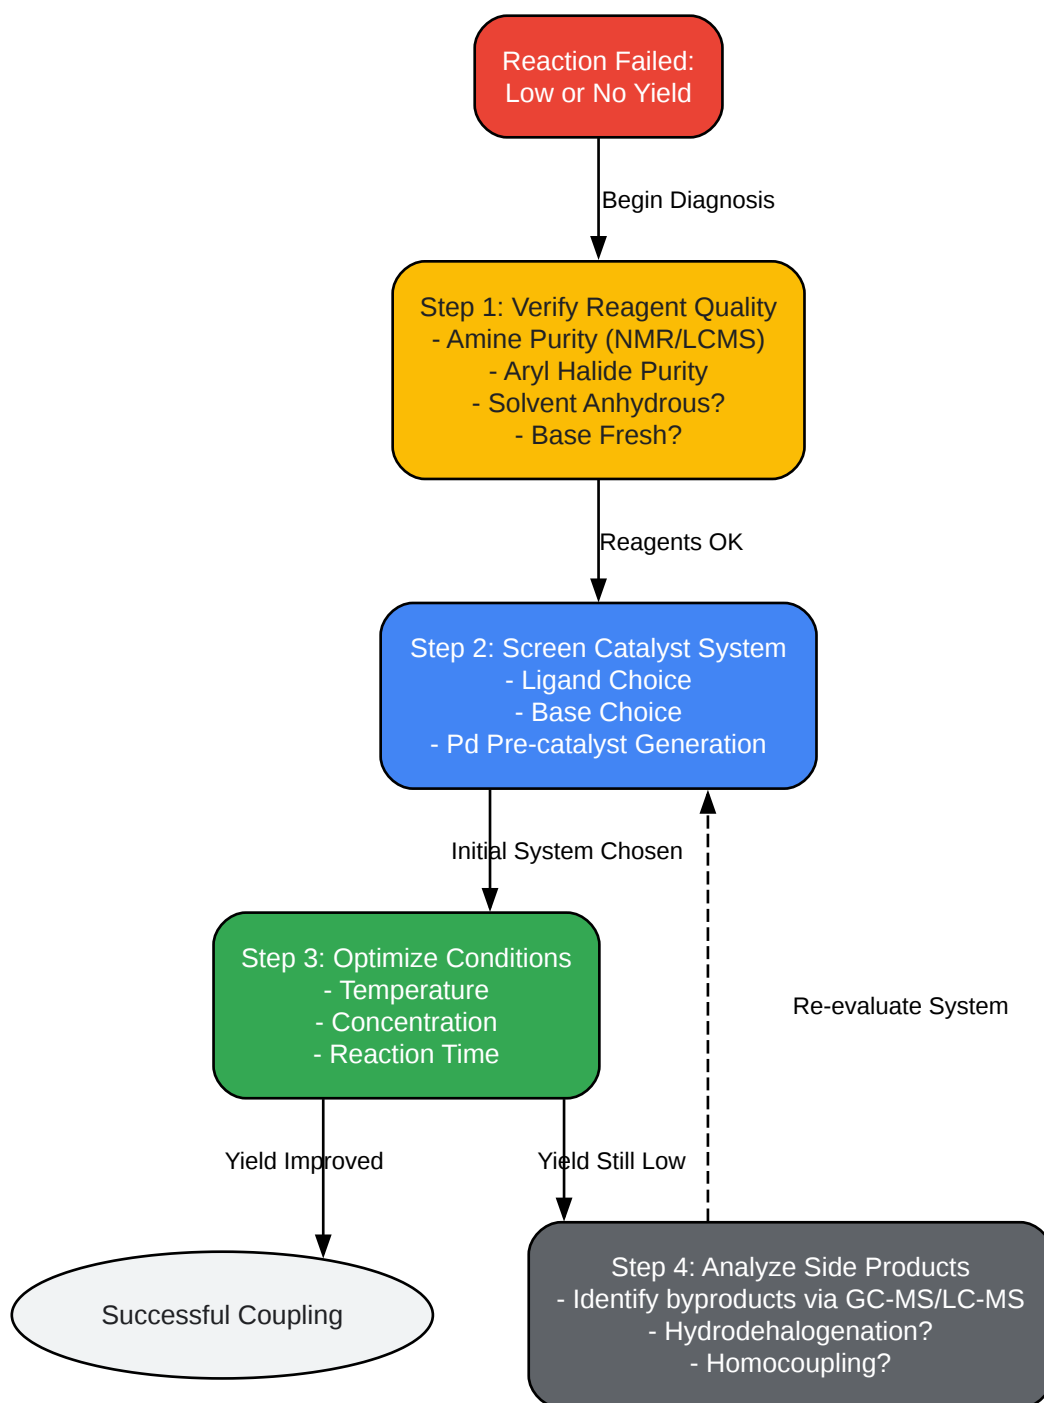 Reaction Failed:
Low or No Yield
Begin Diagnosis
Step 1: Verify Reagent Quality
- Amine Purity (NMR/LCMS)
- Aryl Halide Purity
- Solvent Anhydrous?
- Base Fresh?
Reagents OK
Step 2: Screen Catalyst System
- Ligand Choice
- Base Choice
- Pd Pre-catalyst Generation
Initial System Chosen
Step 3: Optimize Conditions
- Temperature
- Concentration
- Reaction Time
Re-evaluate System
Yield Improved
Yield Still Low
Successful Coupling
Step 4: Analyze Side Products
- Identify byproducts via GC-MS/LC-MS
- Hydrodehalogenation?
- Homocoupling?